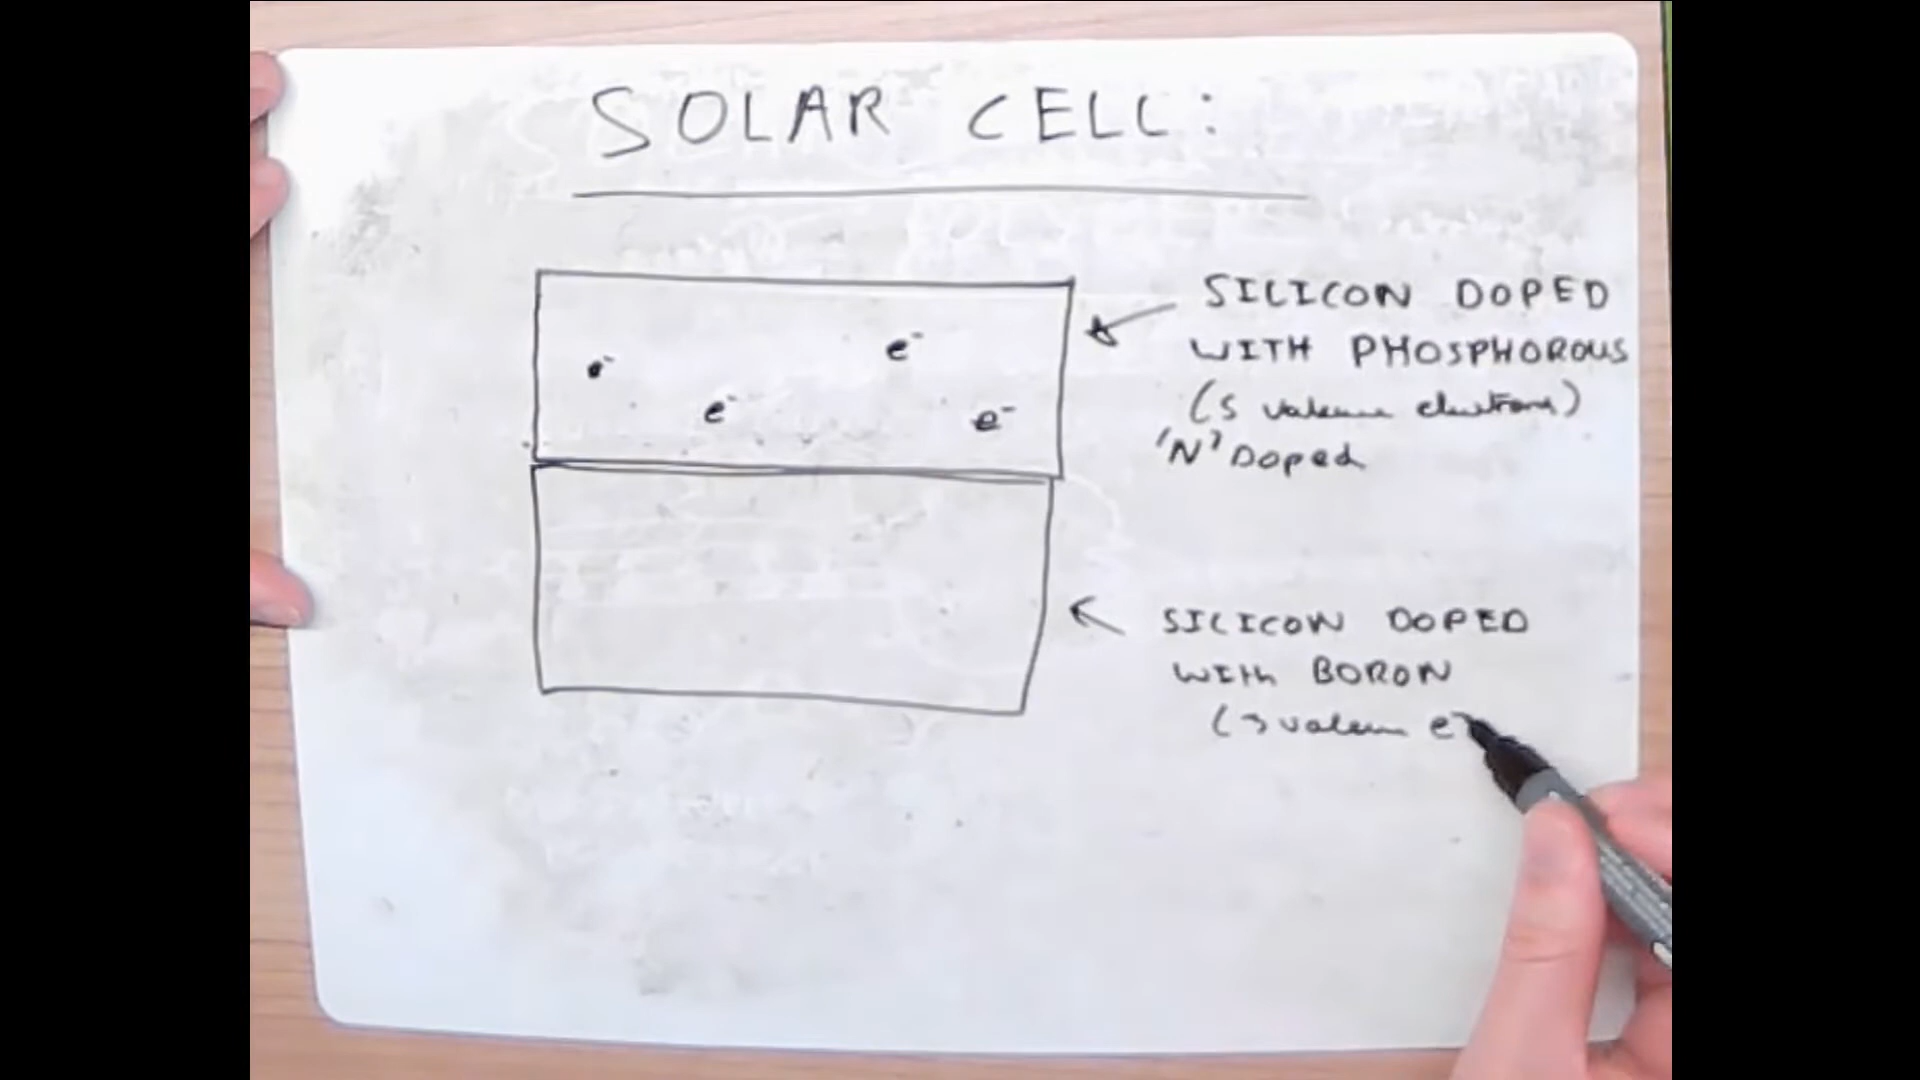 SOLAR CELL:
SILICON DOPED
WITH PHOSPHOROUS
(5 valence electrons)
'N' Doped
e⁻
e⁻
e⁻
e⁻
SILICON DOPED
WITH BORON
(3 valence e⁻